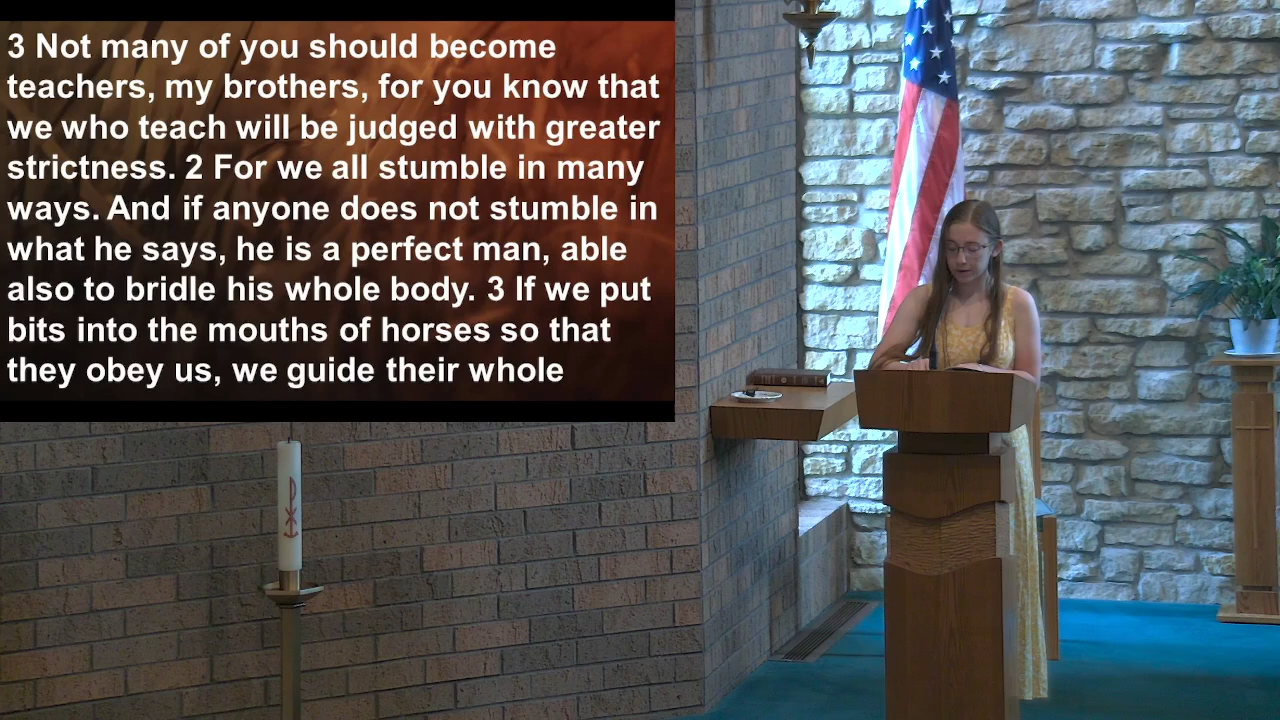 3 Not many of you should become
teachers, my brothers, for you know that
we who teach will be judged with greater
strictness. 2 For we all stumble in many
ways. And if anyone does not stumble in
what he says, he is a perfect man, able
also to bridle his whole body. 3 If we put
bits into the mouths of horses so that
they obey us, we guide their whole